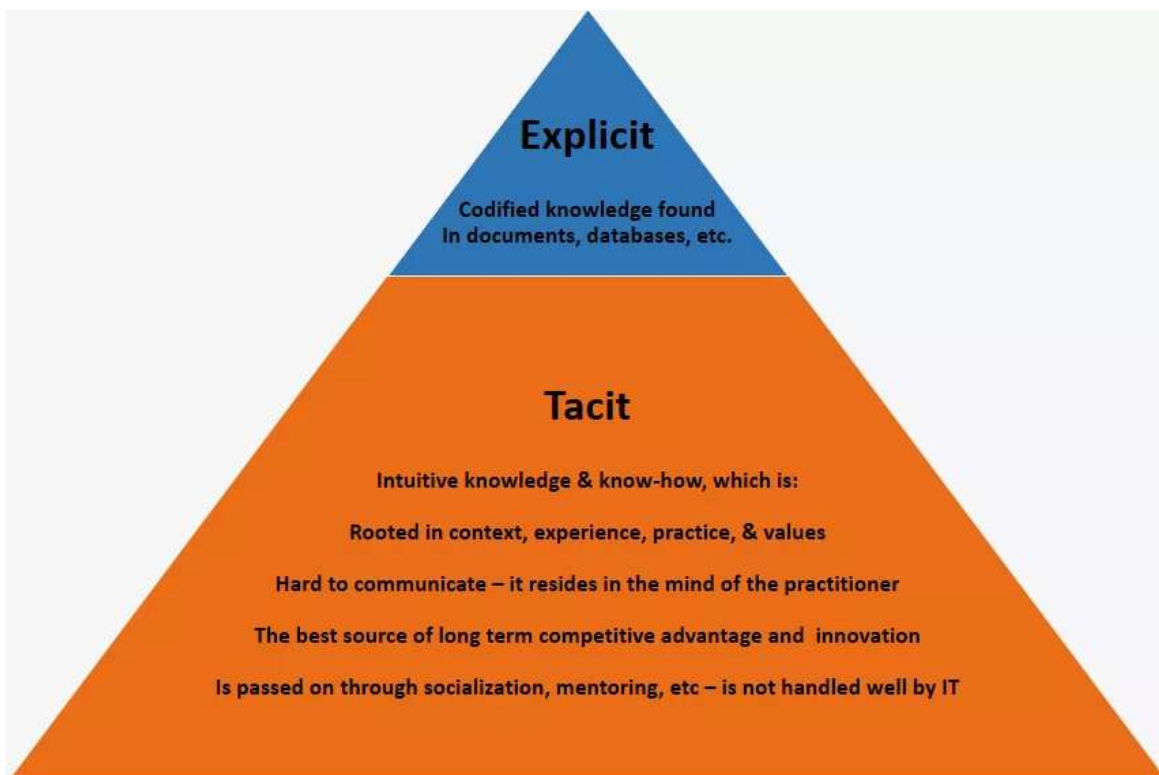 Explicit
Codified knowledge found
In documents, databases, etc.
Tacit
Intuitive knowledge & know-how, which is:
Rooted in context, experience, practice, & values
Hard to communicate – it resides in the mind of the practitioner
The best source of long term competitive advantage and innovation
Is passed on through socialization, mentoring, etc – is not handled well by IT